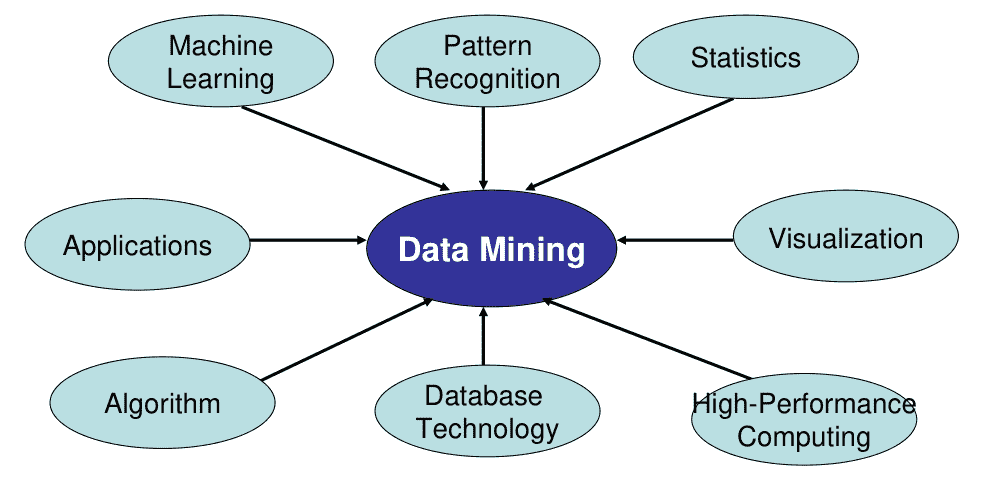 Machine
Learning
Pattern
Recognition
Statistics
Applications
Data Mining
Visualization
Algorithm
Database
Technology
High-Performance
Computing